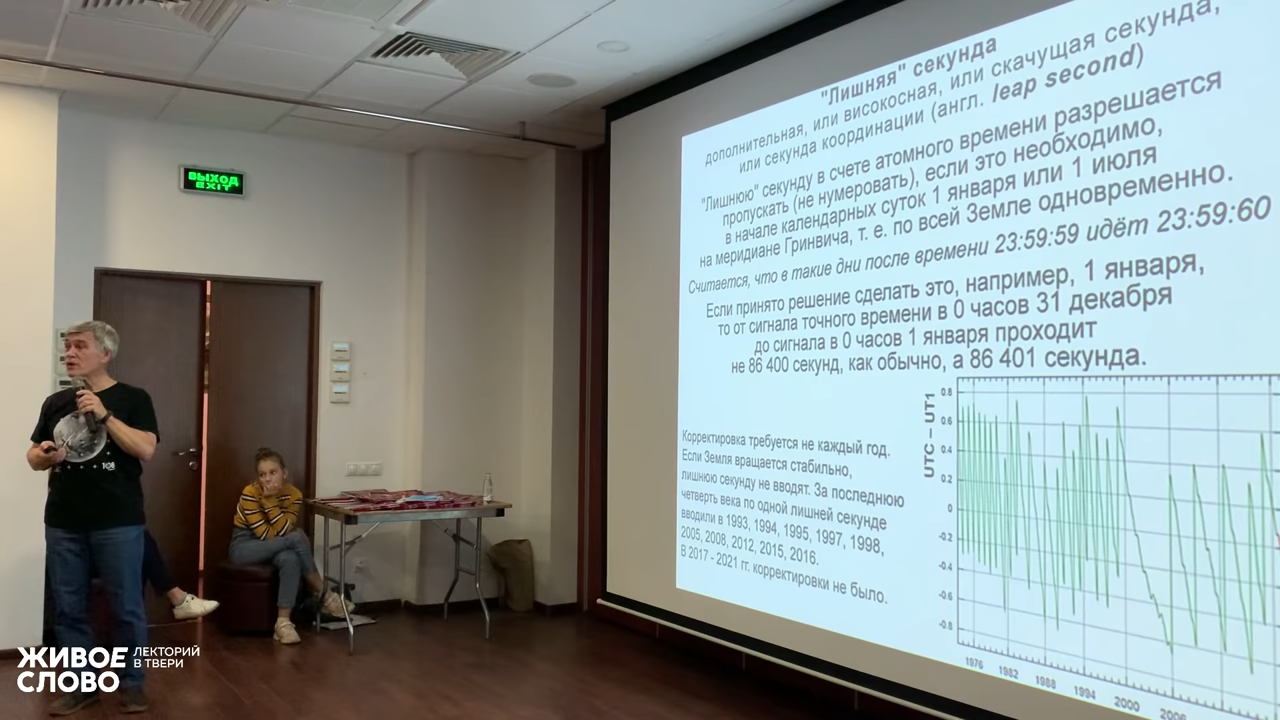 "Лишняя" секунда
дополнительная, или високосная, или скачущая секунда,
или секунда координации (англ. leap second)
"Лишнюю" секунду в счете атомного времени разрешается
пропускать (не нумеровать), если это необходимо,
в начале календарных суток 1 января или 1 июля
на меридиане Гринвича, т. е. по всей Земле одновременно.
Считается, что в такие дни после времени 23:59:59 идёт 23:59:60
Если принято решение сделать это, например, 1 января,
то от сигнала точного времени в 0 часов 31 декабря
до сигнала в 0 часов 1 января проходит
не 86 400 секунд, как обычно, а 86 401 секунда.
Корректировка требуется не каждый год.
Если Земля вращается стабильно,
лишнюю секунду не вводят. За последнюю
четверть века по одной лишней секунде
вводили в 1993, 1994, 1995, 1997, 1998,
2005, 2008, 2012, 2015, 2016.
В 2017 - 2021 гг. корректировки не было.
UTC – UT1
0.8
0.6
0.4
0.2
0
-0.2
-0.4
-0.6
-0.8
1976 1982 1988 1994 2000
ВЫХОД
EXIT
ЖИВОЕ СЛОВО
ЛЕКТОРИЙ
В ТВЕРИ